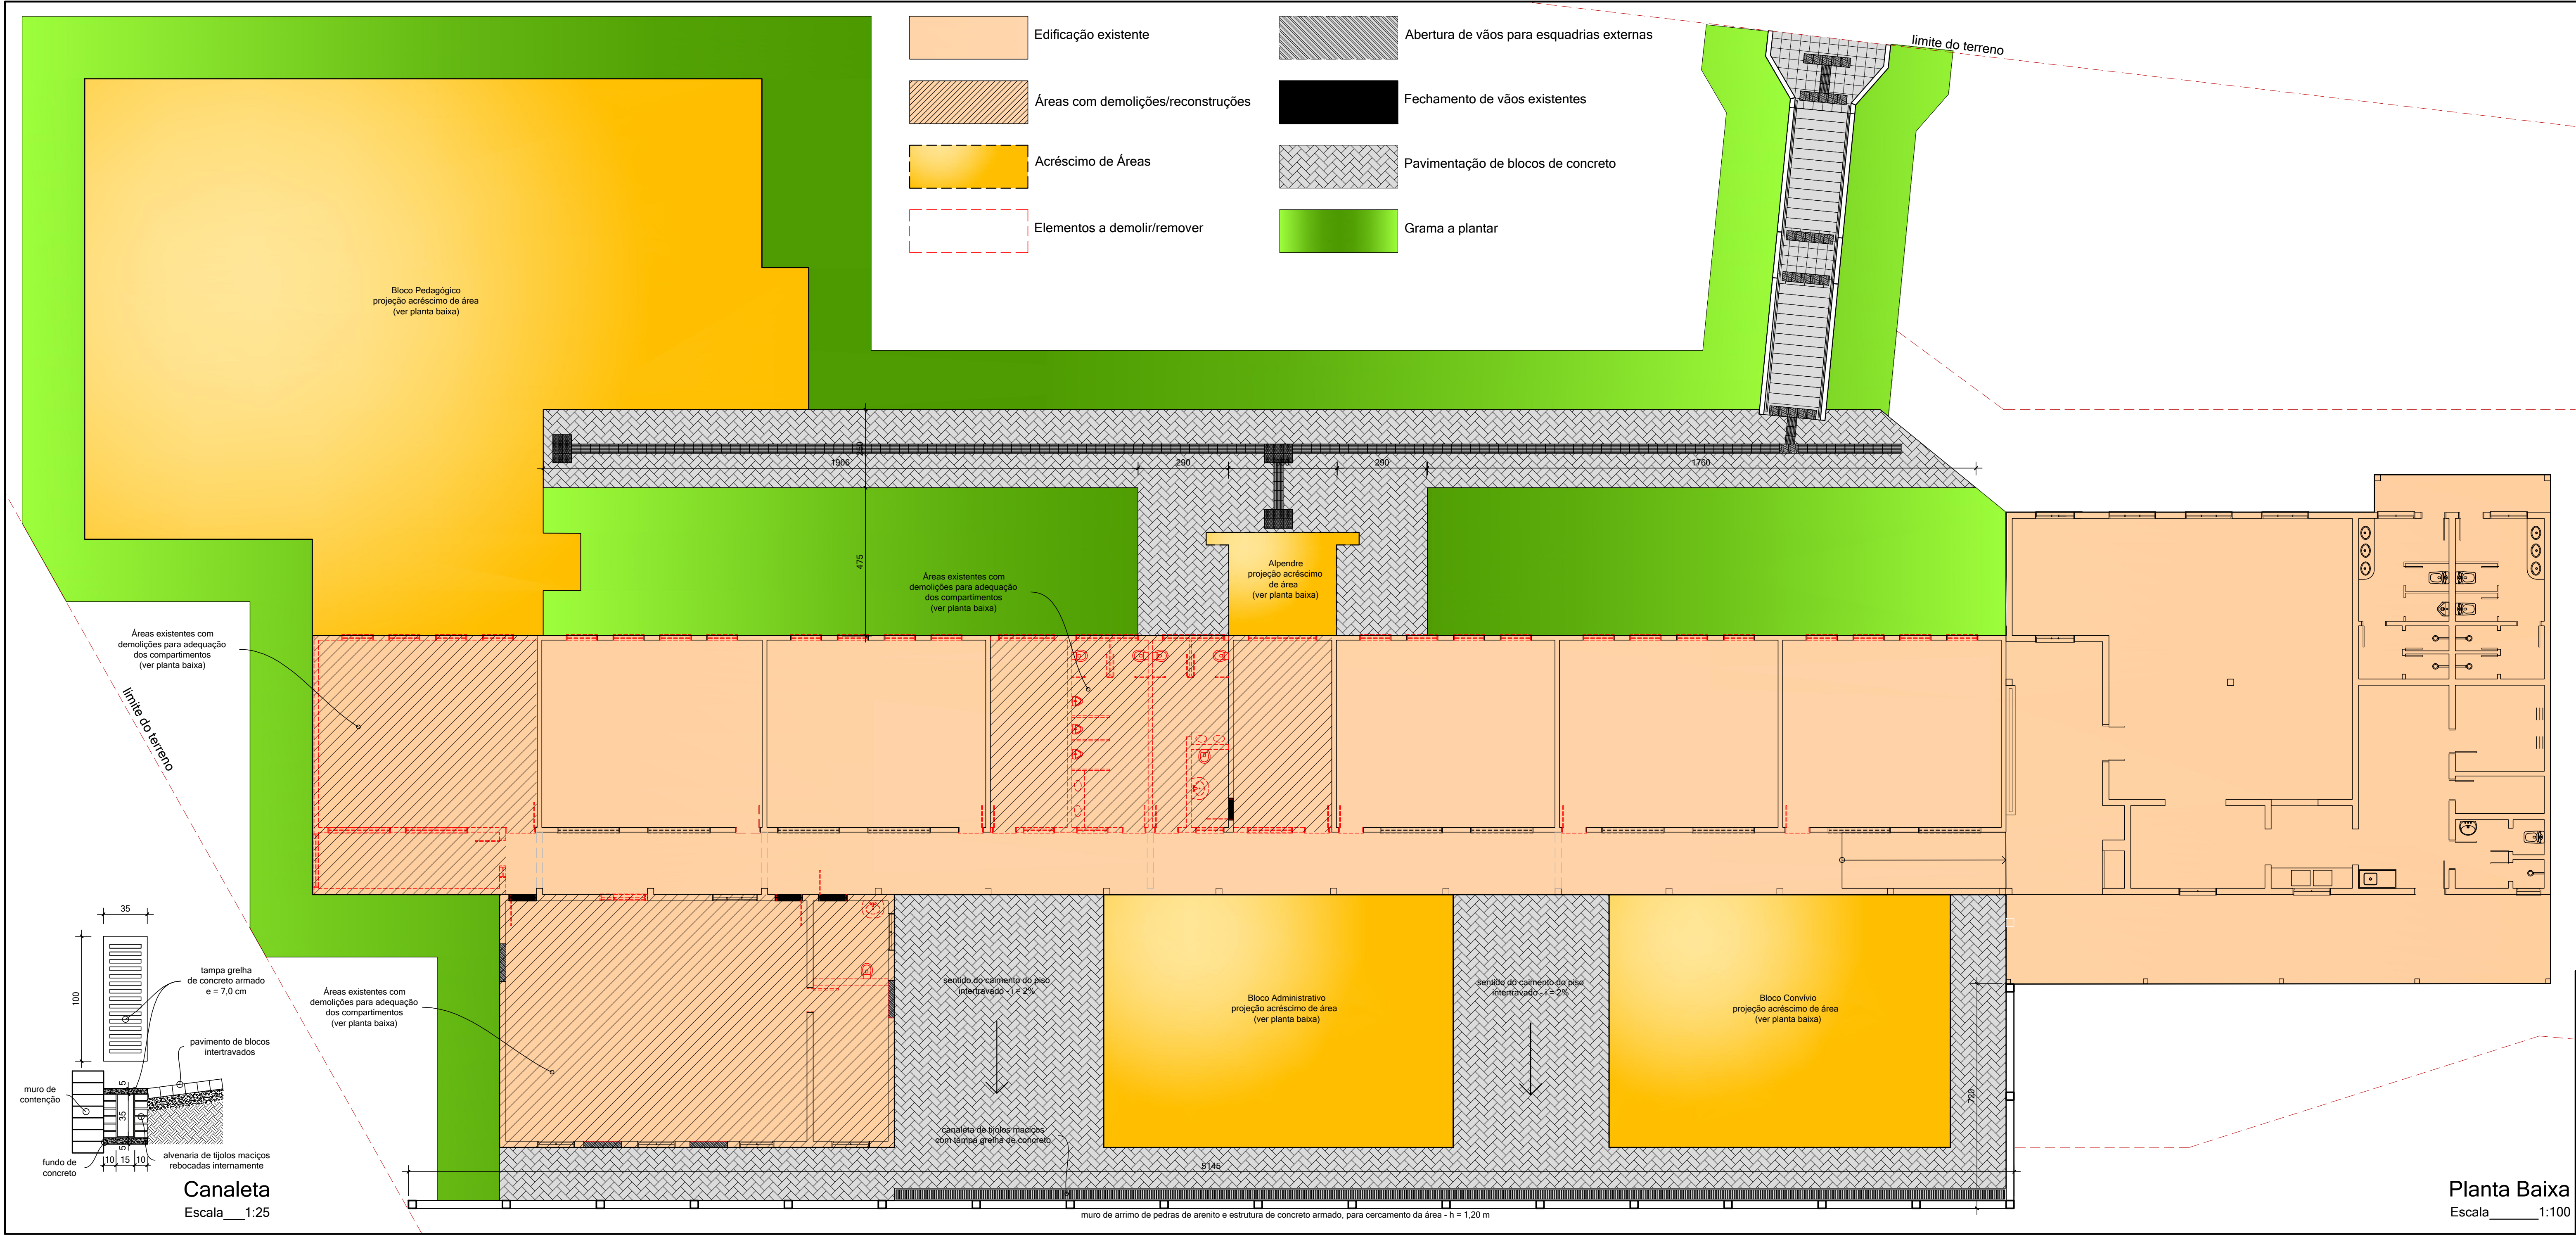 Edificação existente
Áreas com demolições/reconstruções
Acréscimo de Áreas
Elementos a demolir/remover
Abertura de vãos para esquadrias externas
Fechamento de vãos existentes
Pavimentação de blocos de concreto
Grama a plantar
limite do terreno
Bloco Pedagógico
projeção acréscimo de área
(ver planta baixa)
250
1906
290
290
1760
475
Áreas existentes com
demolições para adequação
dos compartimentos
(ver planta baixa)
Alpendre
projeção acréscimo
de área
(ver planta baixa)
Áreas existentes com
demolições para adequação
dos compartimentos
(ver planta baixa)
limite do terreno
35
100
tampa grelha
de concreto armado
e = 7,0 cm
pavimento de blocos
intertravados
muro de
contenção
5
35
5
10
15
10
fundo de
concreto
alvenaria de tijolos maciços
rebocadas internamente
Canaleta
Escala___1:25
Áreas existentes com
demolições para adequação
dos compartimentos
(ver planta baixa)
sentido do caimento do piso
intertravado - i = 2%
Bloco Administrativo
projeção acréscimo de área
(ver planta baixa)
sentido do caimento do piso
intertravado - i = 2%
Bloco Convívio
projeção acréscimo de área
(ver planta baixa)
720
canaleta de tijolos maciços
com tampa grelha de concreto
5145
muro de arrimo de pedras de arenito e estrutura de concreto armado, para cercamento da área - h = 1,20 m
Planta Baixa
Escala_______1:100